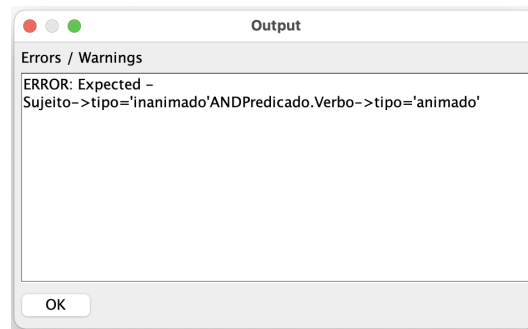 Output
Errors / Warnings
ERROR: Expected –
Sujeito->tipo='inanimado'ANDPredicado.Verbo->tipo='animado'
OK